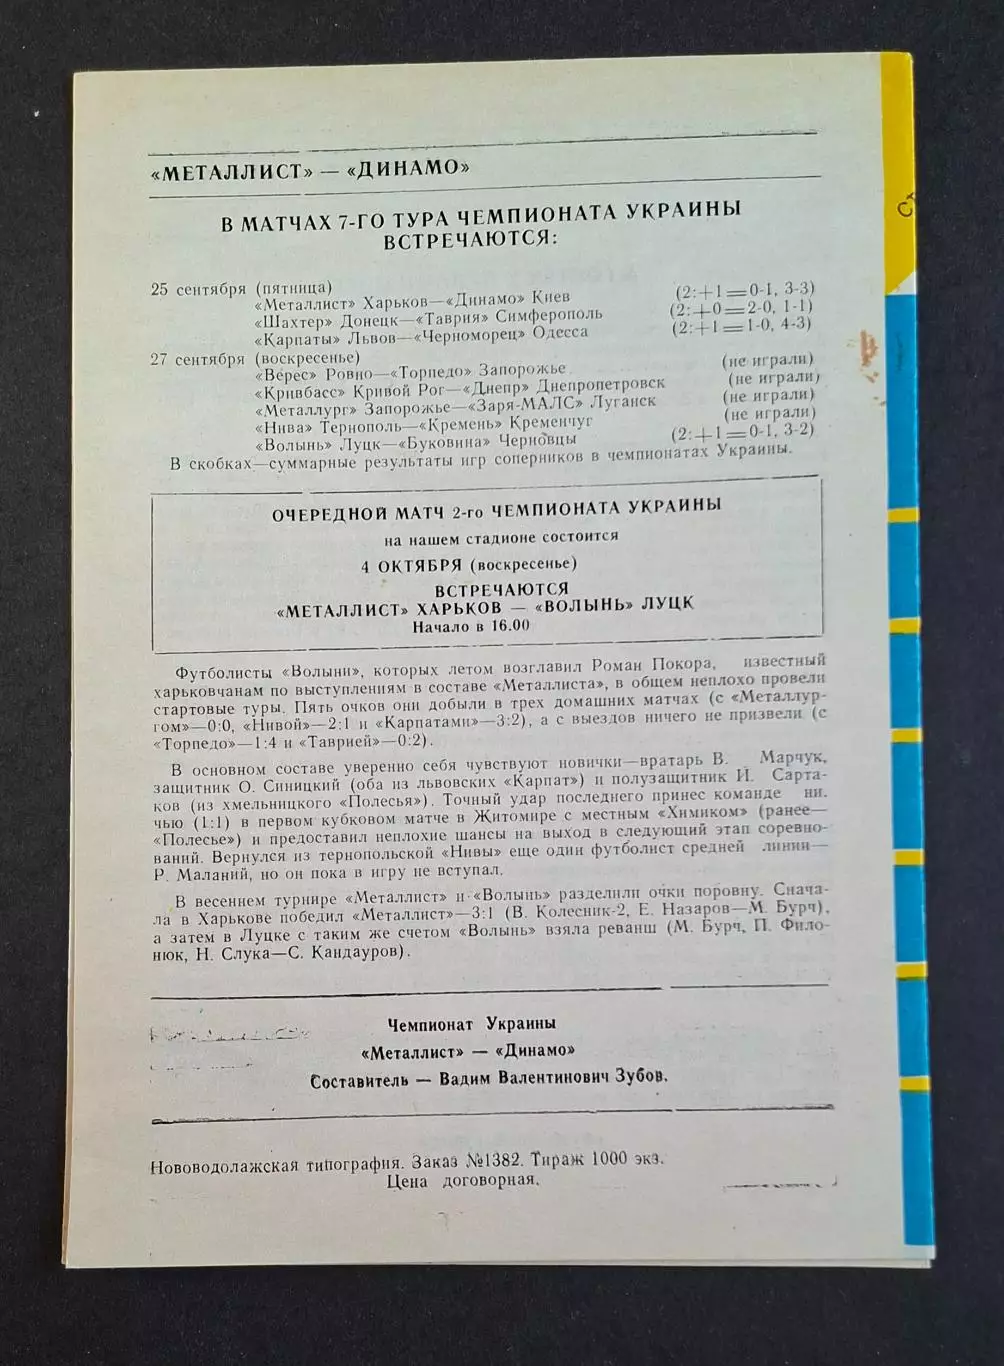 «МЕТАЛЛИСТ» — «ДИНАМО»
В МАТЧАХ 7-ГО ТУРА ЧЕМПИОНАТА УКРАИНЫ
ВСТРЕЧАЮТСЯ:
25 сентября (пятница)
«Металлист» Харьков—«Динамо» Киев (2:+1=0-1, 3-3)
«Шахтер» Донецк—«Таврия» Симферополь (2:+0=2-0, 1-1)
«Карпаты» Львов—«Черноморец» Одесса (2:+1=1-0, 4-3)
27 сентября (воскресенье)
«Верес» Ровно—«Торпедо» Запорожье (не играли)
«Кривбасс» Кривой Рог—«Днепр» Днепропетровск (не играли)
«Металлург» Запорожье—«Заря-МАЛС» Луганск (не играли)
«Нива» Тернополь—«Кремень» Кременчуг (не играли)
«Волынь» Луцк—«Буковина» Черновцы (2:+1=0-1, 3-2)
В скобках—суммарные результаты игр соперников в чемпионатах Украины.
ОЧЕРЕДНОЙ МАТЧ 2-го ЧЕМПИОНАТА УКРАИНЫ
на нашем стадионе состоится
4 ОКТЯБРЯ (воскресенье)
ВСТРЕЧАЮТСЯ
«МЕТАЛЛИСТ» ХАРЬКОВ — «ВОЛЫНЬ» ЛУЦК
Начало в 16.00
Футболисты «Волыни», которых летом возглавил Роман Покора, известный
харьковчанам по выступлениям в составе «Металлиста», в общем неплохо провели
стартовые туры. Пять очков они добыли в трех домашних матчах (с «Металлур-
гом»—0:0, «Нивой»—2:1 и «Карпатами»—3:2), а с выездов ничего не призвели (с
«Торпедо»—1:4 и «Таврией»—0:2).
В основном составе уверенно себя чувствуют новички—вратарь В. Марчук,
защитник О. Синицкий (оба из львовских «Карпат») и полузащитник И. Сарта-
ков (из хмельницкого «Полесья»). Точный удар последнего принес команде ни.
чью (1:1) в первом кубковом матче в Житомире с местным «Химиком» (ранее—
«Полесье») и предоставил неплохие шансы на выход в следующий этап соревно-
ваний. Вернулся из тернопольской «Нивы» еще один футболист средней линии—
Р. Маланий, но он пока в игру не вступал.
В весеннем турнире «Металлист» и «Волынь» разделили очки поровну. Снача-
ла в Харькове победил «Металлист»—3:1 (В. Колесник-2, Е. Назаров—М. Бурч),
а затем в Луцке с таким же счетом «Волынь» взяла реванш (М. Бурч, П. Фило-
нюк, Н. Слука—С. Кандауров).
Чемпионат Украины
«Металлист» — «Динамо»
Составитель — Вадим Валентинович Зубов.
Нововодолажская типография. Заказ №1382. Тираж 1000 экз.
Цена договорная.